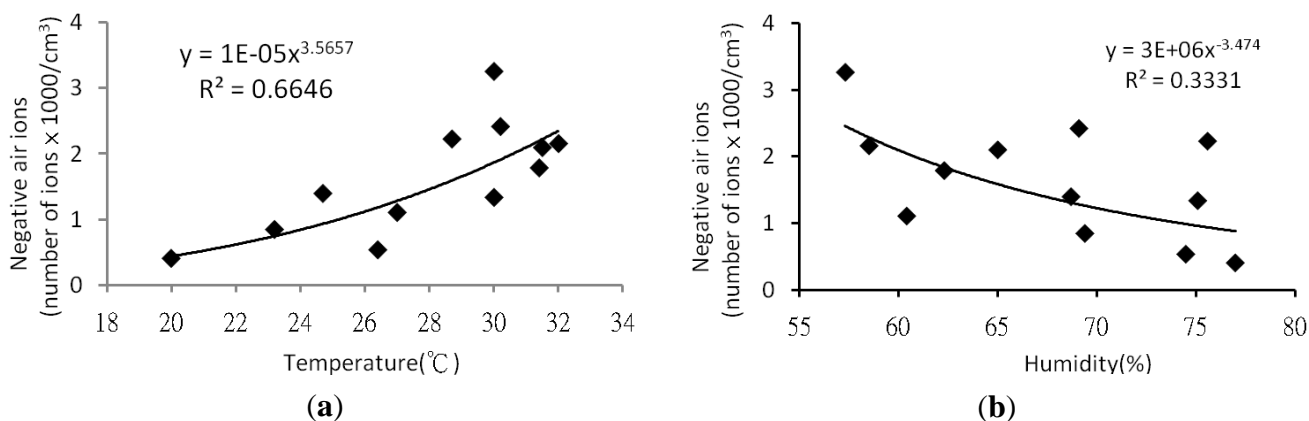 Negative air ions
(number of ions x 1000/cm³)
4
3
2
1
0
y = 1E-05x^3.5657
R² = 0.6646
18 20 22 24 26 28 30 32 34
Temperature(℃)
(a)
Negative air ions
(number of ions x 1000/cm³)
4
3
2
1
0
y = 3E+06x^-3.474
R² = 0.3331
55 60 65 70 75 80
Humidity(%)
(b)